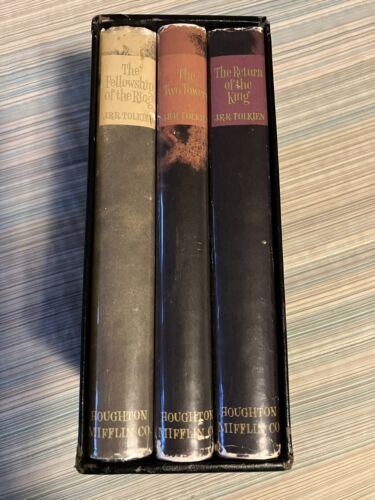 The
Fellowship
of the Ring
J.R.R. TOLKIEN
HOUGHTON
MIFFLIN CO.
The
Two Towers
J.R.R. TOLKIEN
HOUGHTON
MIFFLIN CO.
The Return
of the
King
J.R.R. TOLKIEN
HOUGHTON
MIFFLIN CO.